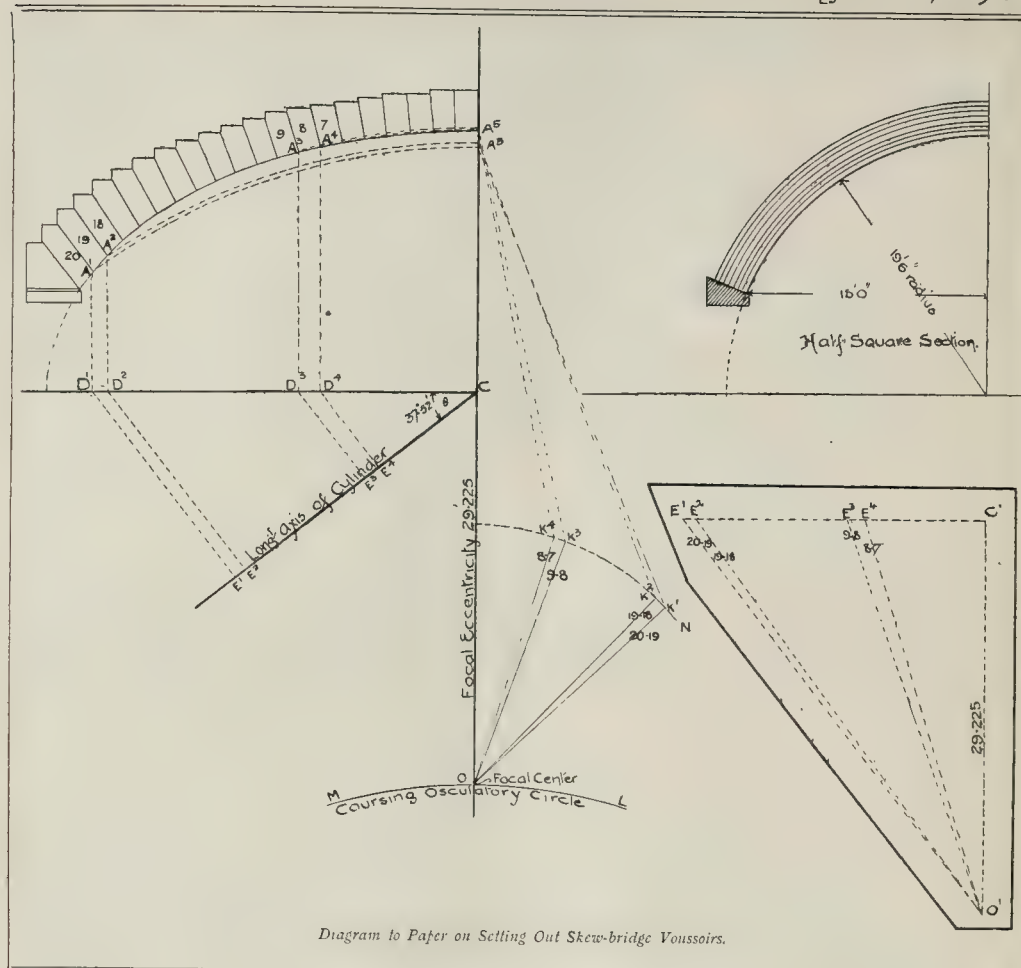 A⁵
A⁸
9
8
7
A³
A⁴
18
19
20
A¹
A²
D¹
D²
D³
D⁴
C
37°52'
θ
Long Axis of Cylinder
E³
E⁴
E¹
E²
Focal Eccentricity 29·225
K⁴
K³
8·7
9-8
K²
K¹
N
19-18
20-19
O
Focal Center
M
L
Coursing Osculatory Circle
19'6" radius
18'0"
Half-Square Section.
E¹
E²
E³
E⁴
C'
20-19
19-18
9-8
8-7
29·225
O'
Diagram to Paper on Setting Out Skew-bridge Voussoirs.